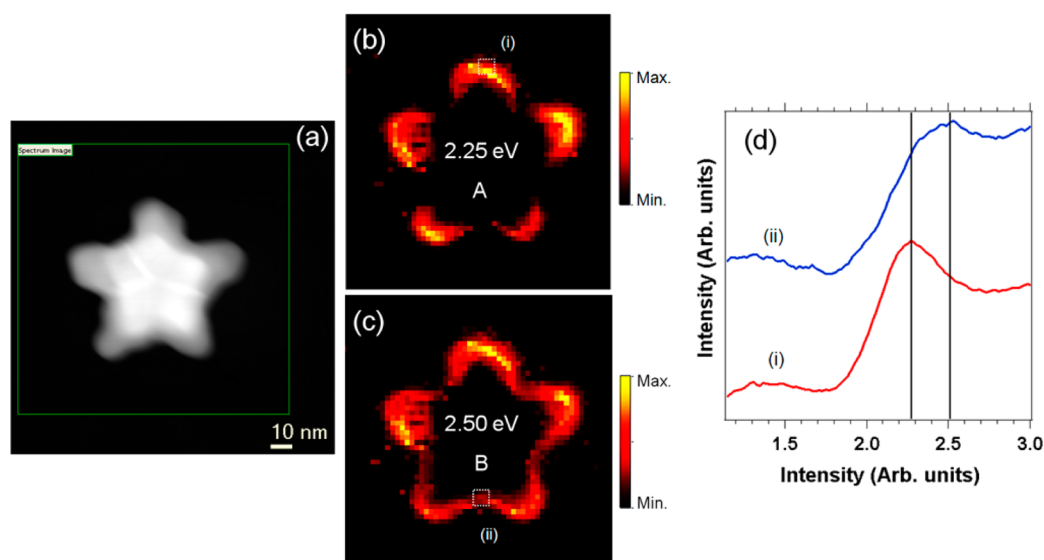 (a)
Spectrum Image
10 nm
(b)
(i)
2.25 eV
A
Max.
Min.
(c)
2.50 eV
B
(ii)
Max.
Min.
(d)
(ii)
(i)
Intensity (Arb. units)
1.5
2.0
2.5
3.0
Intensity (Arb. units)